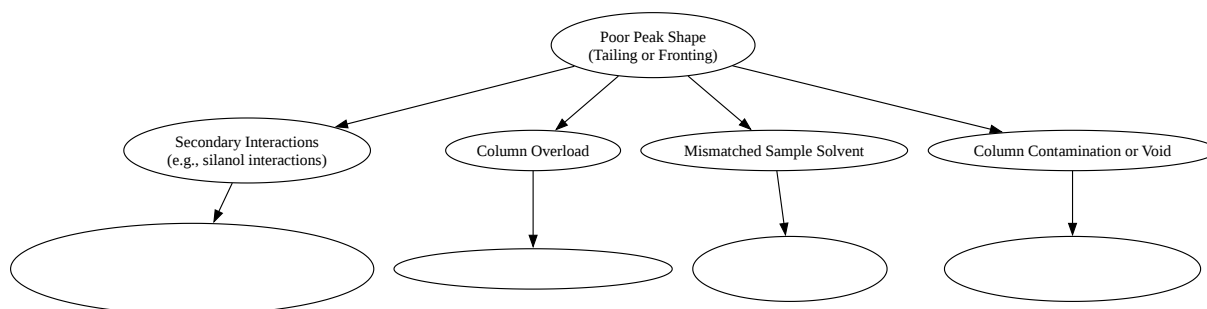 Poor Peak Shape
(Tailing or Fronting)
Secondary Interactions
(e.g., silanol interactions)
Column Overload
Mismatched Sample Solvent
Column Contamination or Void